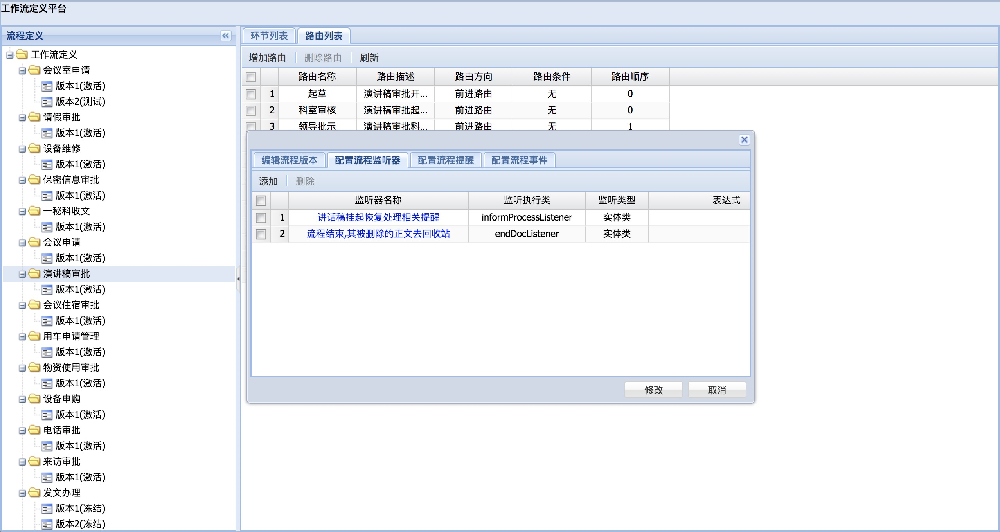 工作流定义平台
流程定义
工作流定义
会议室申请
版本1(激活)
版本2(测试)
请假审批
版本1(激活)
设备维修
版本1(激活)
保密信息审批
版本1(激活)
一秘科收文
版本1(激活)
会议申请
版本1(激活)
演讲稿审批
版本1(激活)
会议住宿审批
版本1(激活)
用车申请管理
版本1(激活)
物资使用审批
版本1(激活)
设备申购
版本1(激活)
电话审批
版本1(激活)
来访审批
版本1(激活)
发文办理
版本1(冻结)
版本2(冻结)
环节列表 路由列表
增加路由 删除路由 刷新
路由名称 路由描述 路由方向 路由条件 路由顺序
1 起草 演讲稿审批开... 前进路由 无 0
2 科室审核 演讲稿审批起... 前进路由 无 0
3 领导批示 演讲稿审批科... 前进路由 无 1
编辑流程版本 配置流程监听器 配置流程提醒 配置流程事件
添加 删除
监听器名称 监听执行类 监听类型 表达式
1 讲话稿挂起恢复处理相关提醒 informProcessListener 实体类
2 流程结束,其被删除的正文去回收站 endDocListener 实体类
修改 取消